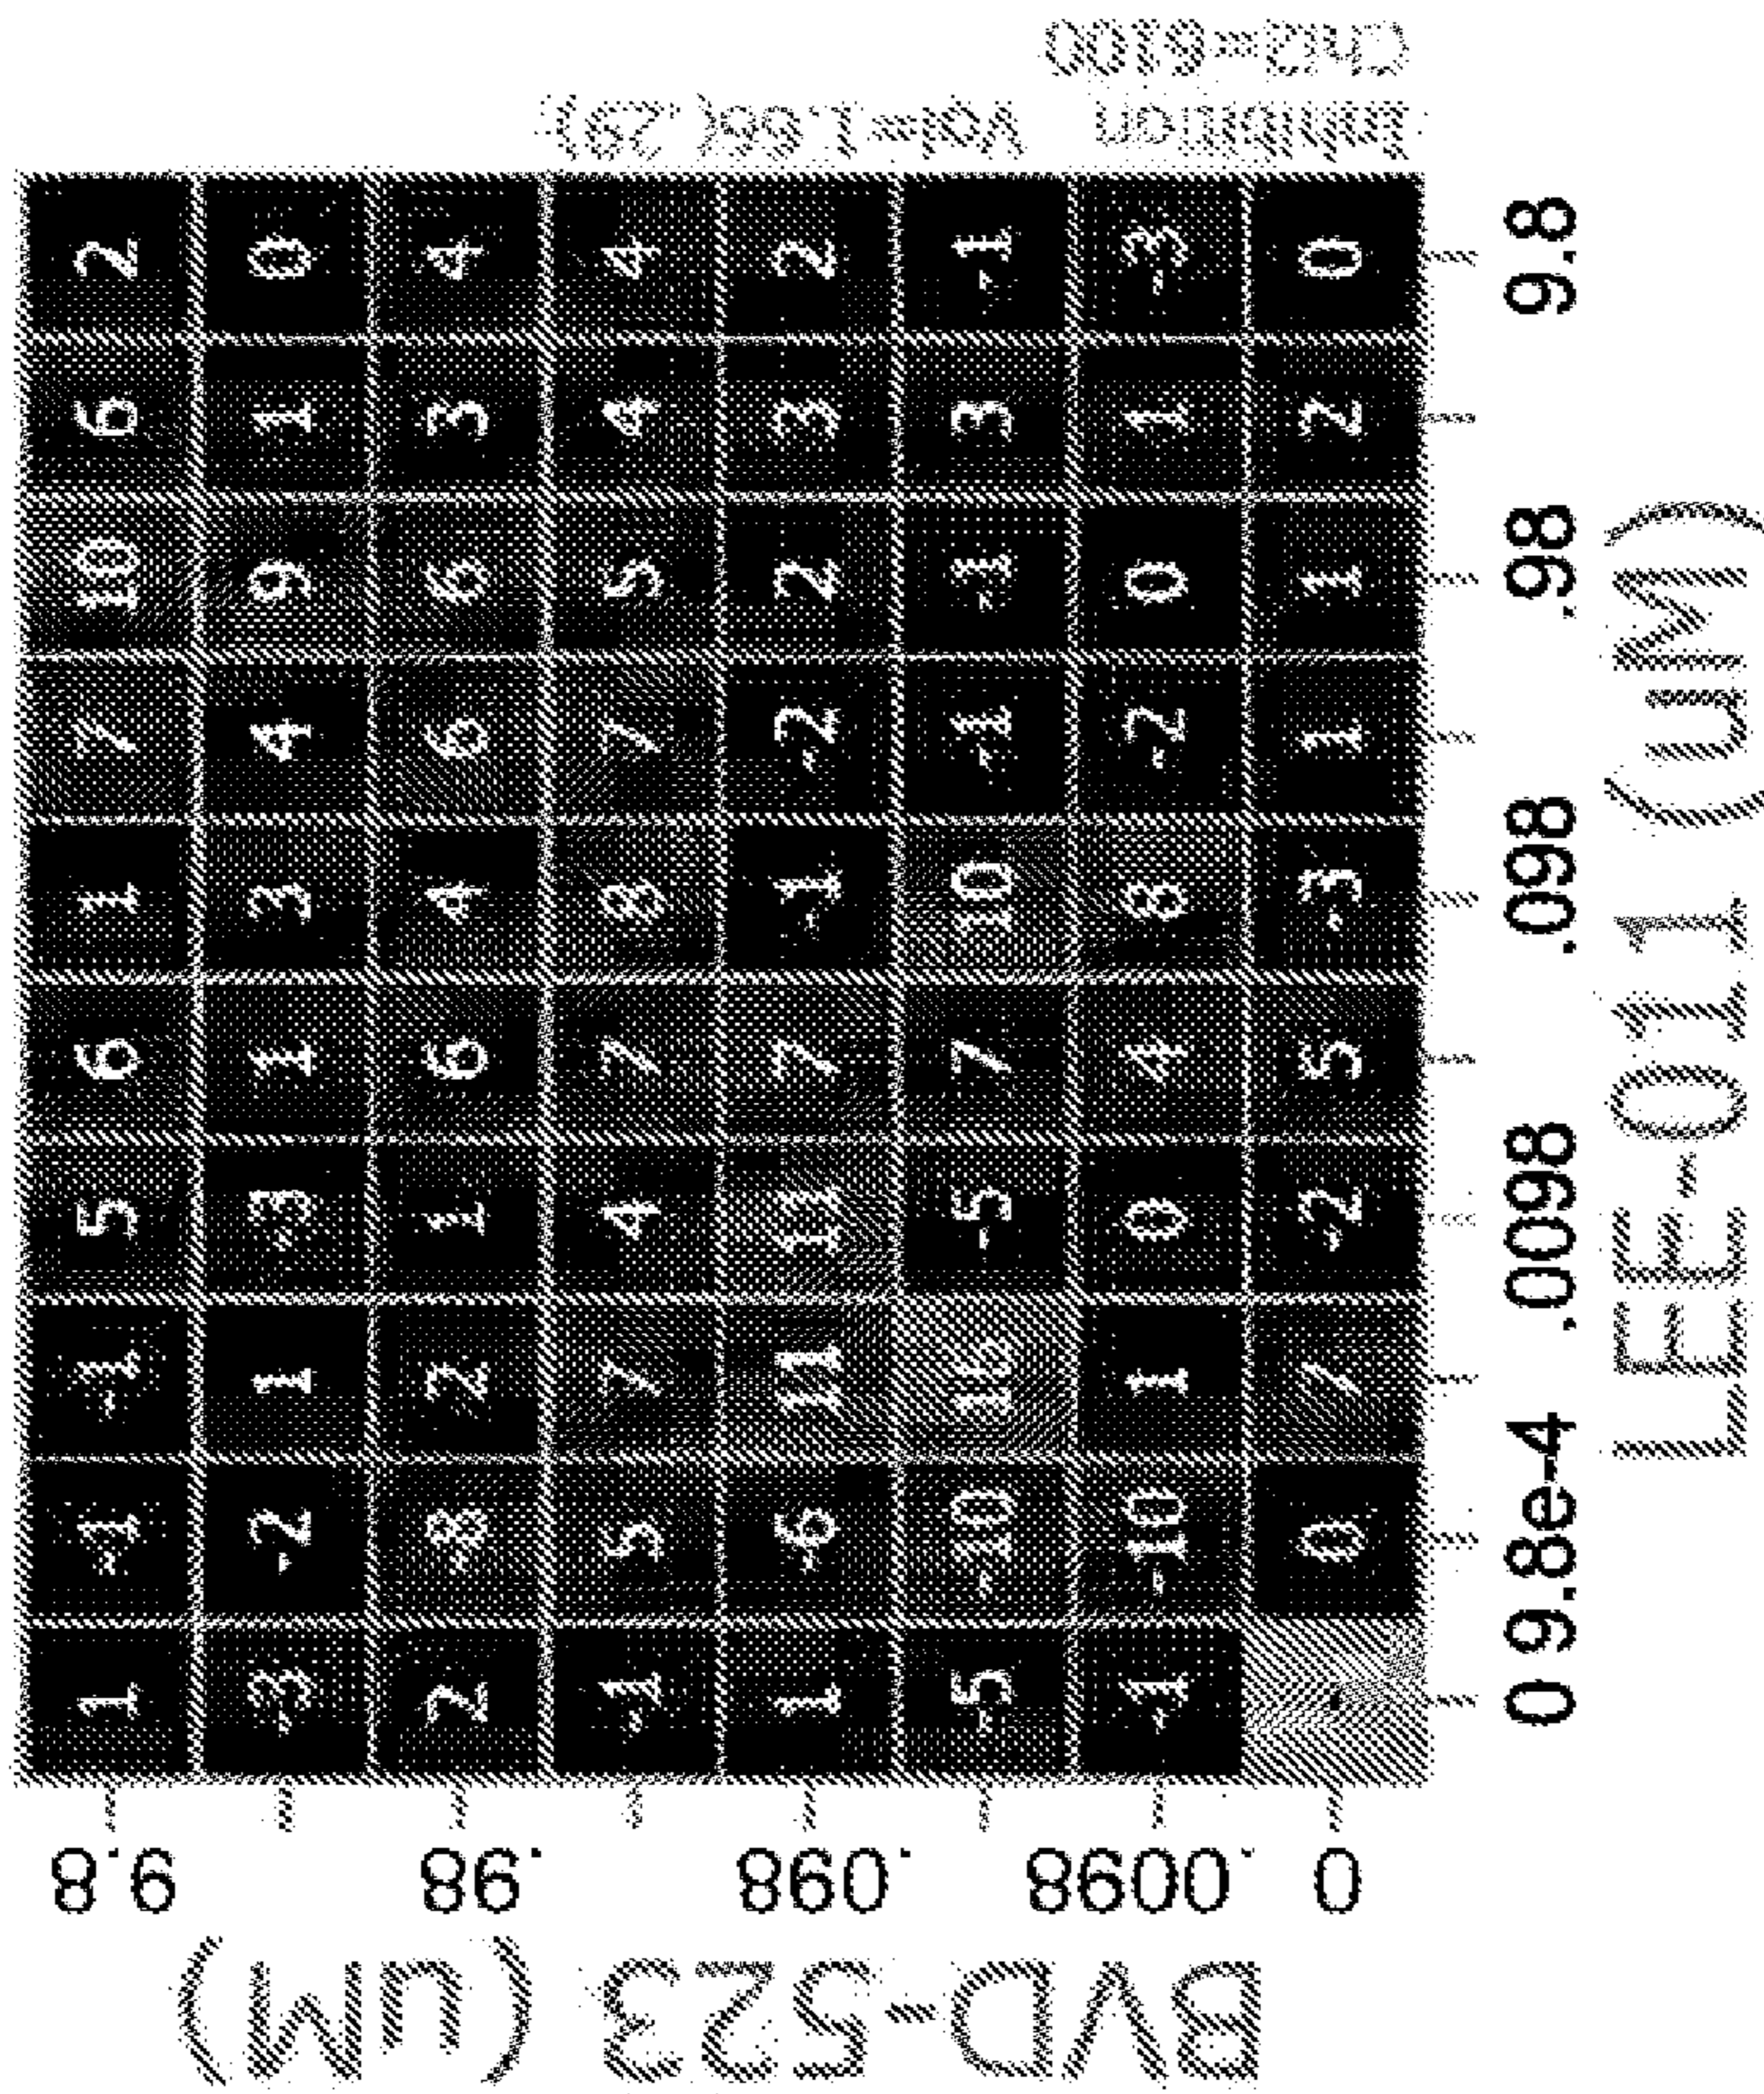 BVD-523 (uM)
9.8 1 -1 -1 5 6 1 7 10 6 2
-3 -2 1 -3 1 3 4 9 1 0
.98 2 -8 2 1 6 4 6 6 3 4
-1 5 7 4 7 8 7 5 4 4
.098 1 -6 11 7 -1 -2 2 3 2
-5 -10 -5 7 10 -1 -1 3 -1
.0098 -1 -10 1 0 4 8 -2 0 1 -3
0 0 7 -2 5 -3 1 1 2 0
0 9.8e-4 .0098 .098 .98 9.8
LEE-011 (uM)
Inhibition Vol=1.66(.29)
Chi2=6100